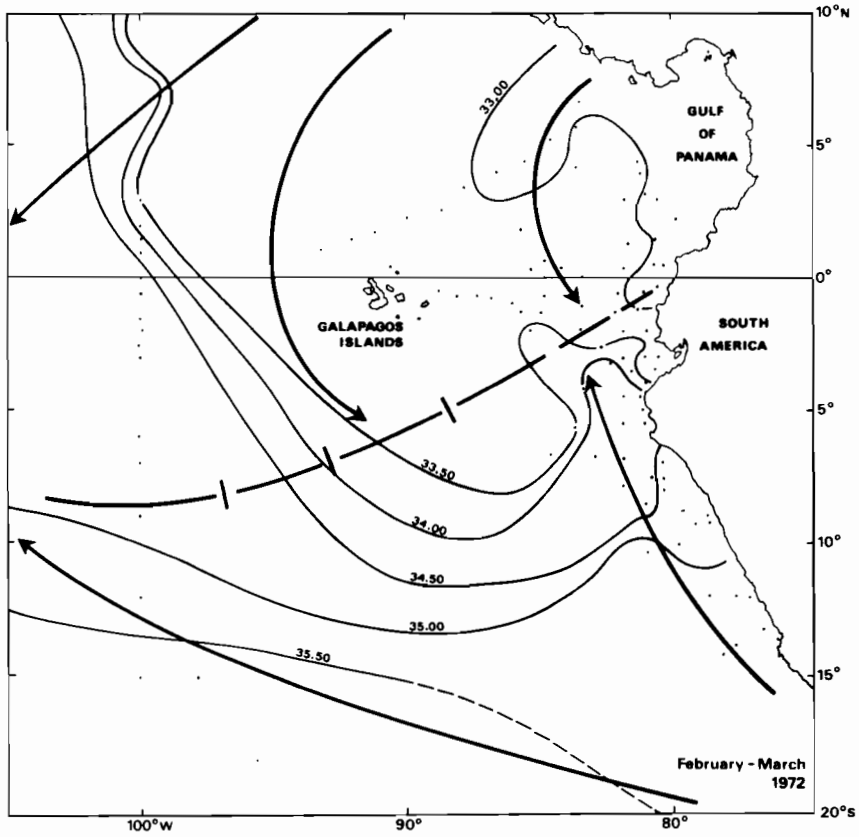 10°N
33,00
GULF
OF
PANAMA
5°
0°
GALAPAGOS
ISLANDS
SOUTH
AMERICA
5°
33.50
34.00
10°
34.50
35.00
35.50
15°
February - March
1972
20°S
100°W
90°
80°